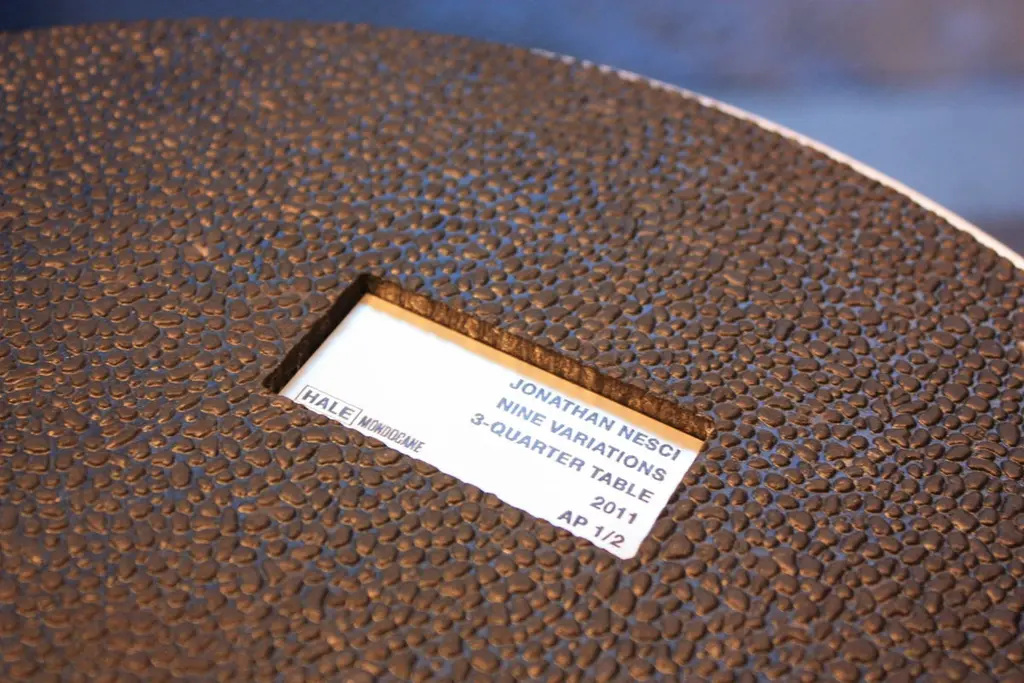 JONATHAN NESCI
NINE VARIATIONS
3-QUARTER TABLE
2011
AP 1/2
HALE MONDOCANE